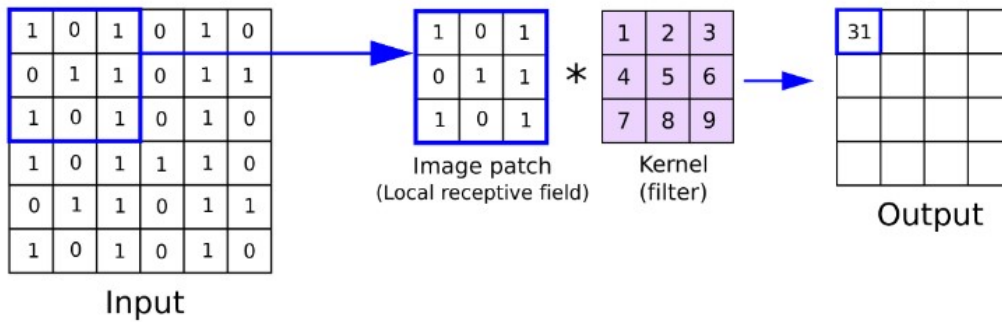 1 0 1 0 1 0
0 1 1 0 1 1
1 0 1 0 1 0
1 0 1 1 1 0
0 1 1 0 1 1
1 0 1 0 1 0
Input
1 0 1
0 1 1
1 0 1
Image patch
(Local receptive field)
*
1 2 3
4 5 6
7 8 9
Kernel
(filter)
31
Output